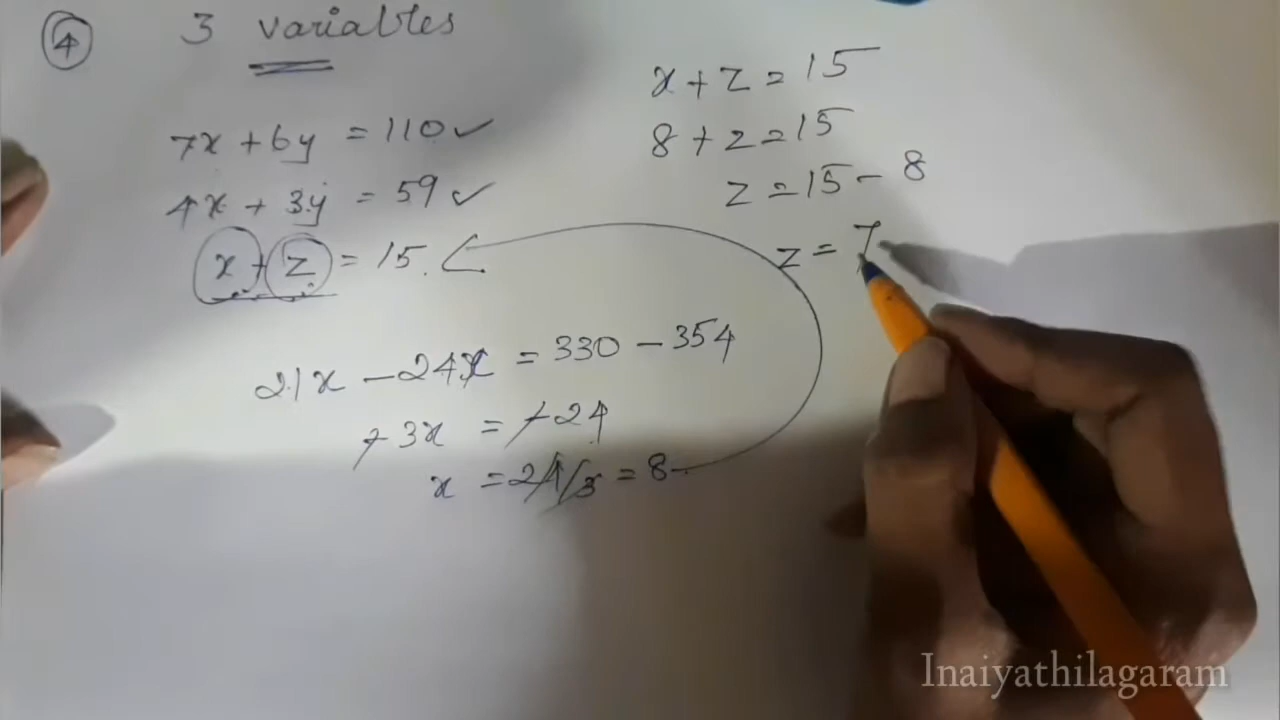 4 3 variables
7x + 6y = 110 ✓
4x + 3y = 59 ✓
x + z = 15.
21x - 24x = 330 - 354
-3x = -24
x = 24/3 = 8
x + z = 15
8 + z = 15
z = 15 - 8
z = 7
Inaiyathilagaram